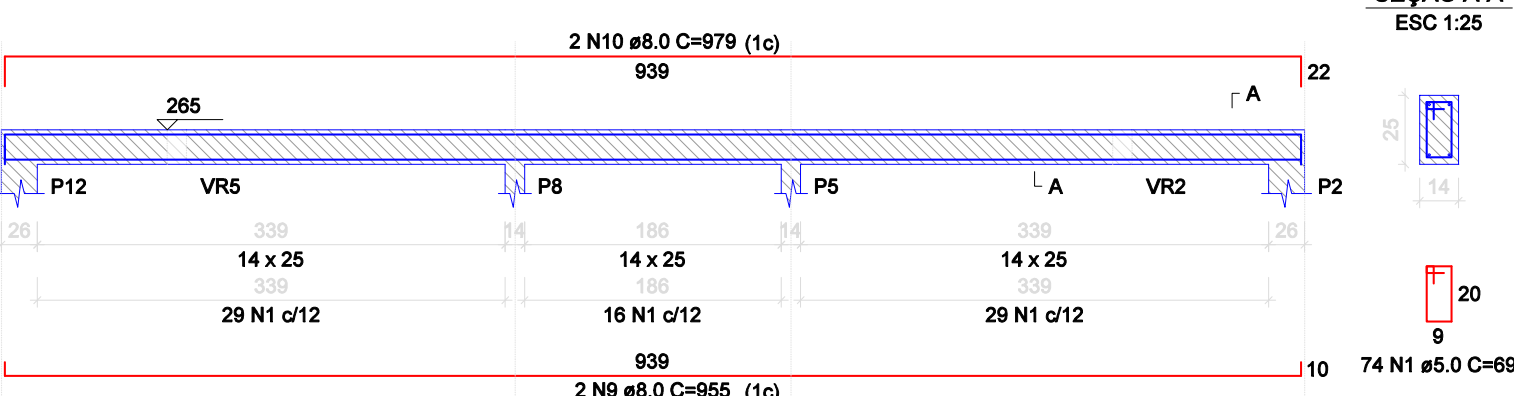 SEÇÃO A-A
ESC 1:25
2 N10 ø8.0 C=979 (1c)
939
22
265
A
25
P12 VR5 P8 P5 A VR2 P2
14
26 339 14 186 14 339 26
14 x 25 14 x 25 14 x 25
339 186 339
29 N1 c/12 16 N1 c/12 29 N1 c/12
20
9
939
10
74 N1 ø5.0 C=69
2 N9 ø8.0 C=955 (1c)